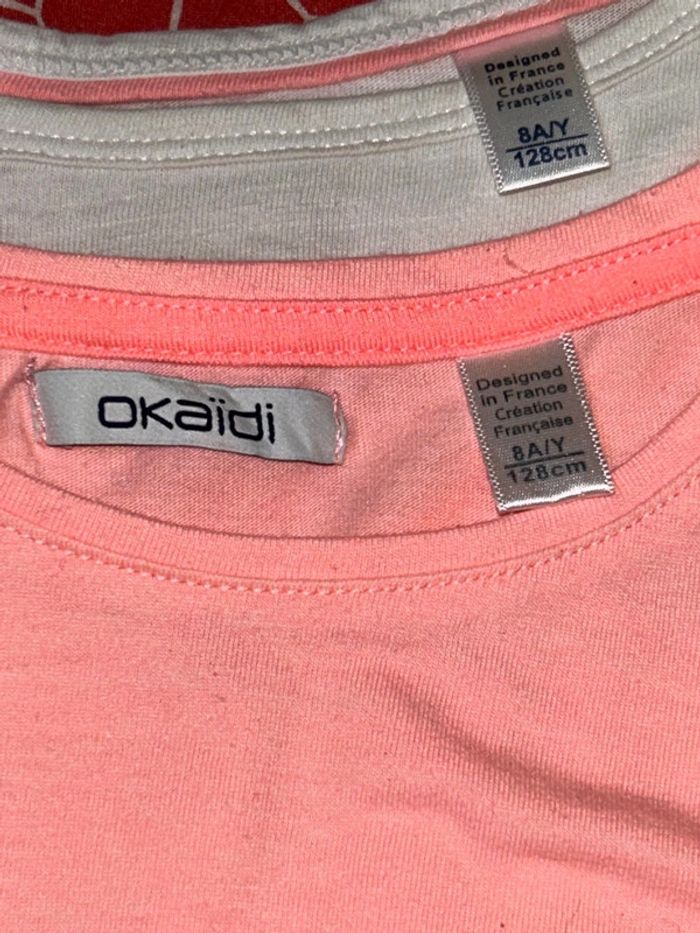 Designed
in France
Création
Française
8A/Y
128cm
okaïdi
Designed
in France
Création
Française
8A/Y
128cm